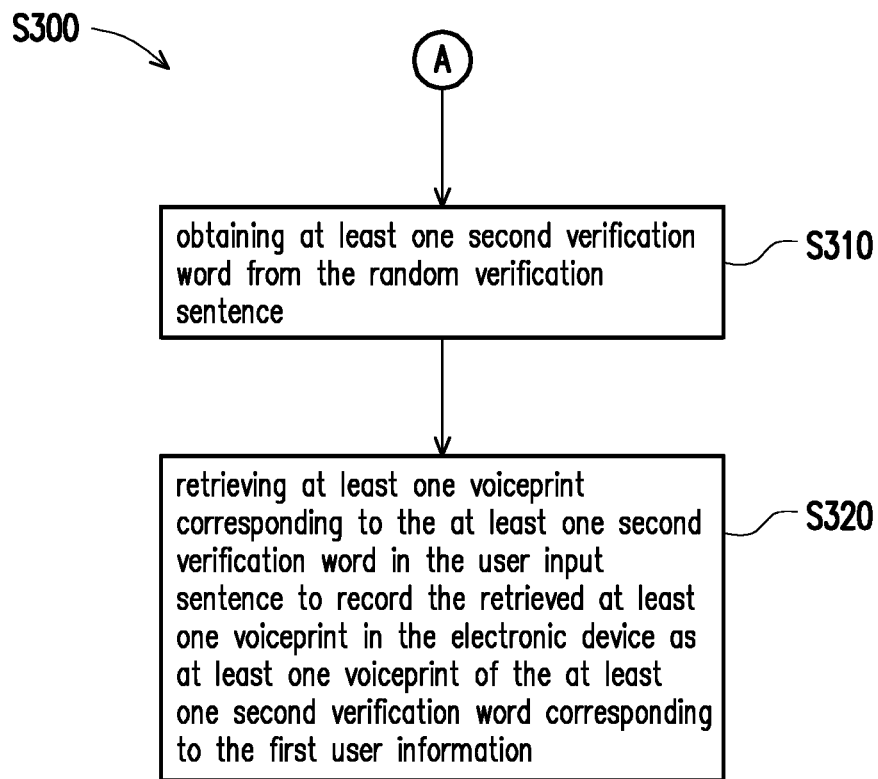 S300
A
obtaining at least one second verification
word from the random verification
sentence
S310
retrieving at least one voiceprint
corresponding to the at least one second
verification word in the user input
sentence to record the retrieved at least
one voiceprint in the electronic device as
at least one voiceprint of the at least
one second verification word corresponding
to the first user information
S320